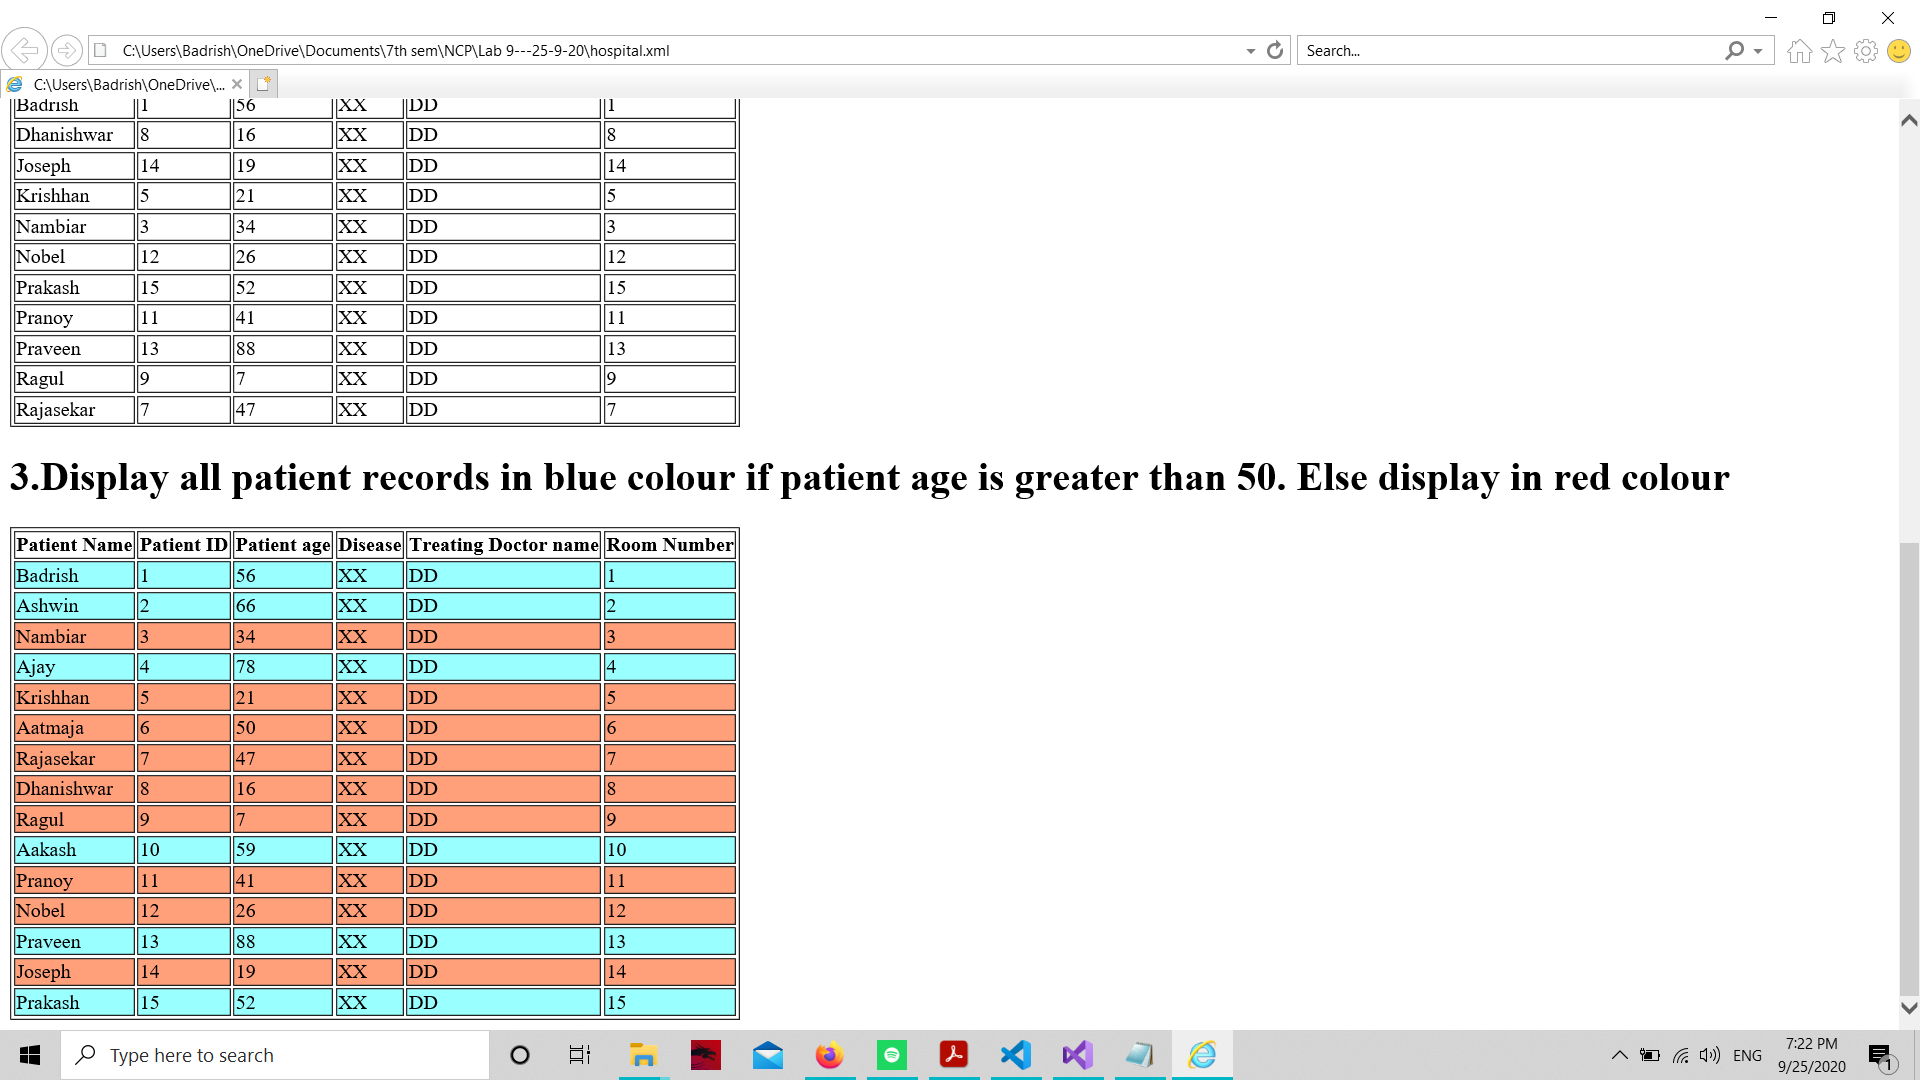 C:\Users\Badrish\OneDrive\Documents\7th sem\NCP\Lab 9---25-9-20\hospital.xml
Search...
C:\Users\Badrish\OneDrive\...
Badrish 1 56 XX DD 1
Dhanishwar 8 16 XX DD 8
Joseph 14 19 XX DD 14
Krishhan 5 21 XX DD 5
Nambiar 3 34 XX DD 3
Nobel 12 26 XX DD 12
Prakash 15 52 XX DD 15
Pranoy 11 41 XX DD 11
Praveen 13 88 XX DD 13
Ragul 9 7 XX DD 9
Rajasekar 7 47 XX DD 7
3.Display all patient records in blue colour if patient age is greater than 50. Else display in red colour
Patient Name Patient ID Patient age Disease Treating Doctor name Room Number
Badrish 1 56 XX DD 1
Ashwin 2 66 XX DD 2
Nambiar 3 34 XX DD 3
Ajay 4 78 XX DD 4
Krishhan 5 21 XX DD 5
Aatmaja 6 50 XX DD 6
Rajasekar 7 47 XX DD 7
Dhanishwar 8 16 XX DD 8
Ragul 9 7 XX DD 9
Aakash 10 59 XX DD 10
Pranoy 11 41 XX DD 11
Nobel 12 26 XX DD 12
Praveen 13 88 XX DD 13
Joseph 14 19 XX DD 14
Prakash 15 52 XX DD 15
Type here to search
ENG
7:22 PM
9/25/2020
1